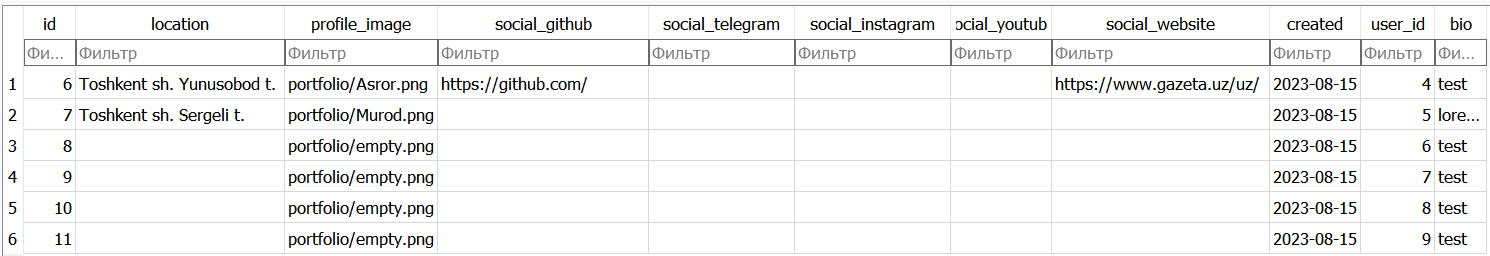 id location profile_image social_github social_telegram social_instagram ocial_youtub social_website created user_id bio
Фи... Фильтр Фильтр Фильтр Фильтр Фильтр Фильтр Фильтр Фильтр Фильтр Фи...
1 6 Toshkent sh. Yunusobod t. portfolio/Asror.png https://github.com/ https://www.gazeta.uz/uz/ 2023-08-15 4 test
2 7 Toshkent sh. Sergeli t. portfolio/Murod.png 2023-08-15 5 lore...
3 8 portfolio/empty.png 2023-08-15 6 test
4 9 portfolio/empty.png 2023-08-15 7 test
5 10 portfolio/empty.png 2023-08-15 8 test
6 11 portfolio/empty.png 2023-08-15 9 test